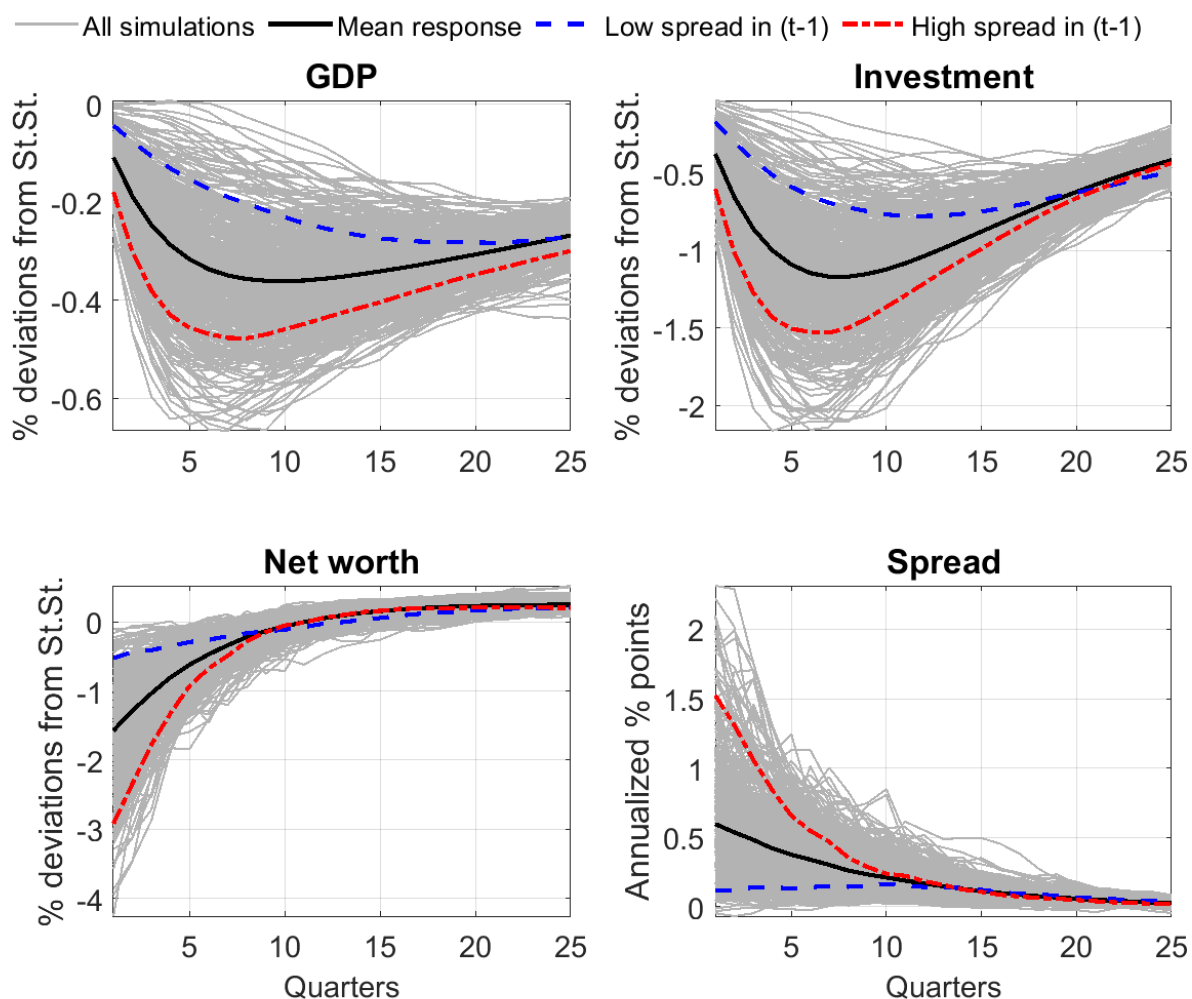 All simulations Mean response Low spread in (t-1) High spread in (t-1)
GDP
Investment
% deviations from St.St.
0
-0.2
-0.4
-0.6
5 10 15 20 25
% deviations from St.St.
-0.5
-1
-1.5
-2
5 10 15 20 25
Net worth
Spread
% deviations from St.St.
0
-1
-2
-3
-4
5 10 15 20 25
Quarters
Annualized % points
2
1.5
1
0.5
0
5 10 15 20 25
Quarters